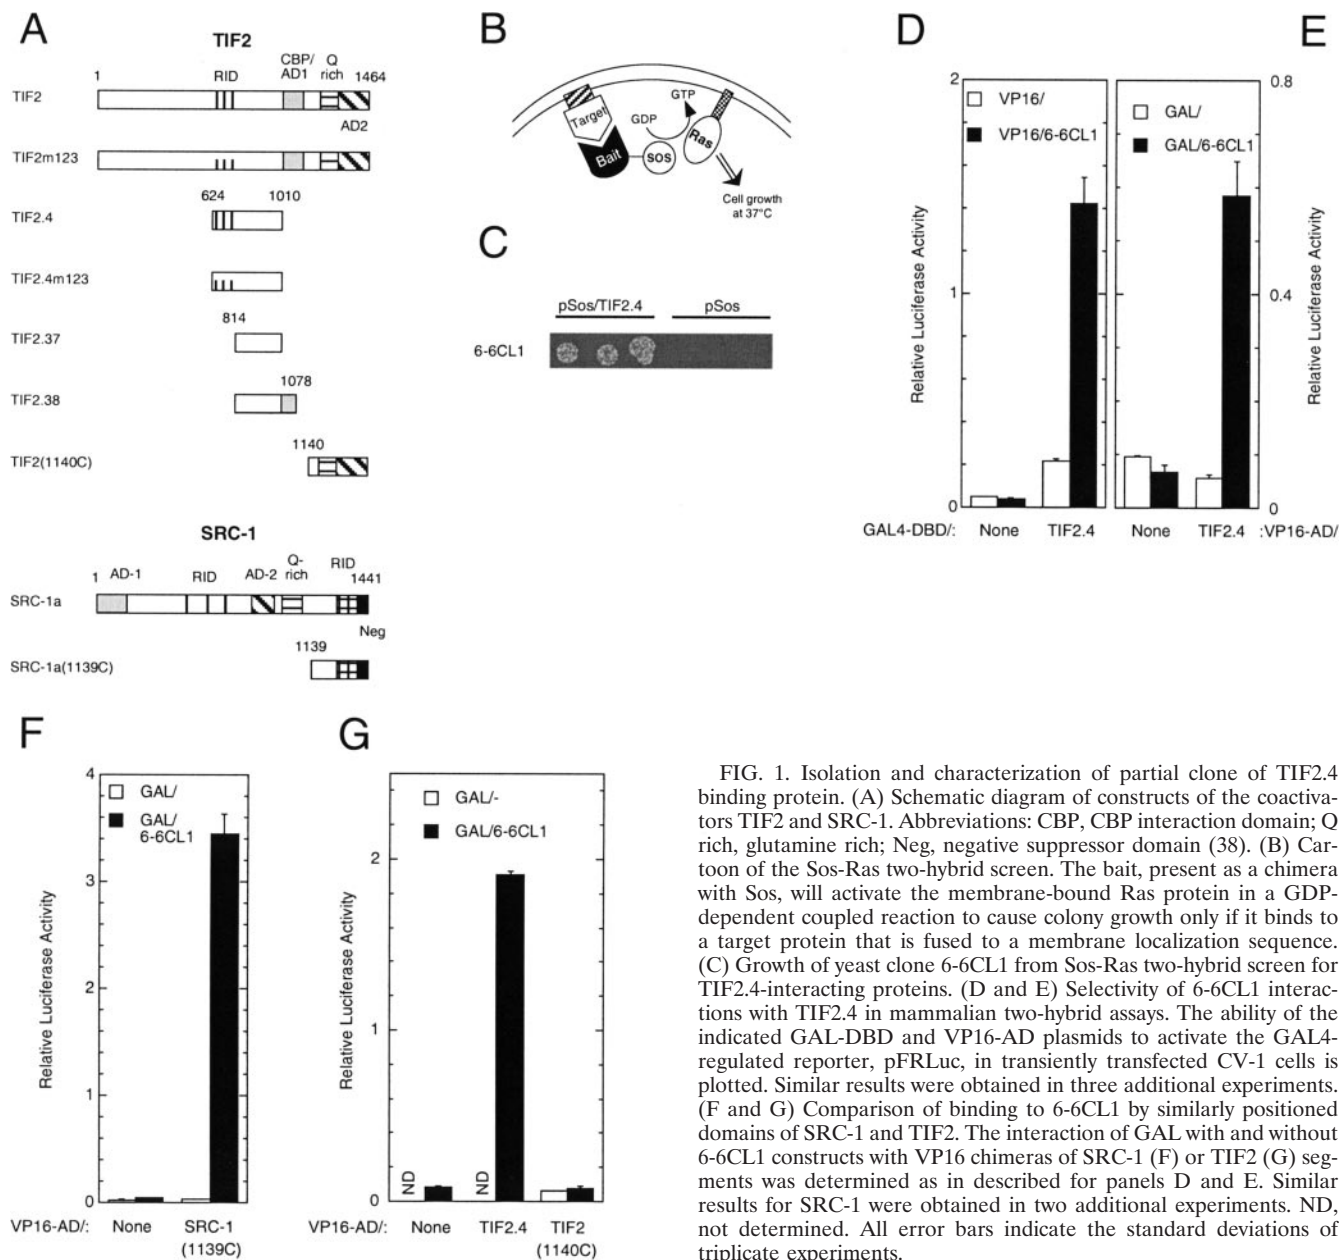 A
TIF2
CBP/ Q
1 RID AD1 rich 1464
TIF2
AD2
TIF2m123
624 1010
TIF2.4
TIF2.4m123
814
TIF2.37
1078
TIF2.38
1140
TIF2(1140C)
SRC-1
Q-
1 AD-1 RID AD-2 rich RID 1441
SRC-1a
Neg
1139
SRC-1a(1139C)
B
GTP
GDP
Target
Bait
SOS
Ras
Cell growth
at 37°C
C
pSos/TIF2.4 pSos
6-6CL1
D
2
VP16/
VP16/6-6CL1
1
0
Relative Luciferase Activity
GAL4-DBD/: None TIF2.4
E
0.8
GAL/
GAL/6-6CL1
0.4
0
Relative Luciferase Activity
None TIF2.4 :VP16-AD/
F
4
GAL/
GAL/
6-6CL1
3
2
1
0
Relative Luciferase Activity
VP16-AD/: None SRC-1
(1139C)
G
GAL/-
GAL/6-6CL1
2
1
0
Relative Luciferase Activity
ND ND
VP16-AD/: None TIF2.4 TIF2
(1140C)
FIG. 1. Isolation and characterization of partial clone of TIF2.4
binding protein. (A) Schematic diagram of constructs of the coactiva-
tors TIF2 and SRC-1. Abbreviations: CBP, CBP interaction domain; Q
rich, glutamine rich; Neg, negative suppressor domain (38). (B) Car-
toon of the Sos-Ras two-hybrid screen. The bait, present as a chimera
with Sos, will activate the membrane-bound Ras protein in a GDP-
dependent coupled reaction to cause colony growth only if it binds to
a target protein that is fused to a membrane localization sequence.
(C) Growth of yeast clone 6-6CL1 from Sos-Ras two-hybrid screen for
TIF2.4-interacting proteins. (D and E) Selectivity of 6-6CL1 interac-
tions with TIF2.4 in mammalian two-hybrid assays. The ability of the
indicated GAL-DBD and VP16-AD plasmids to activate the GAL4-
regulated reporter, pFRLuc, in transiently transfected CV-1 cells is
plotted. Similar results were obtained in three additional experiments.
(F and G) Comparison of binding to 6-6CL1 by similarly positioned
domains of SRC-1 and TIF2. The interaction of GAL with and without
6-6CL1 constructs with VP16 chimeras of SRC-1 (F) or TIF2 (G) seg-
ments was determined as in described for panels D and E. Similar
results for SRC-1 were obtained in two additional experiments. ND,
not determined. All error bars indicate the standard deviations of
triplicate experiments.